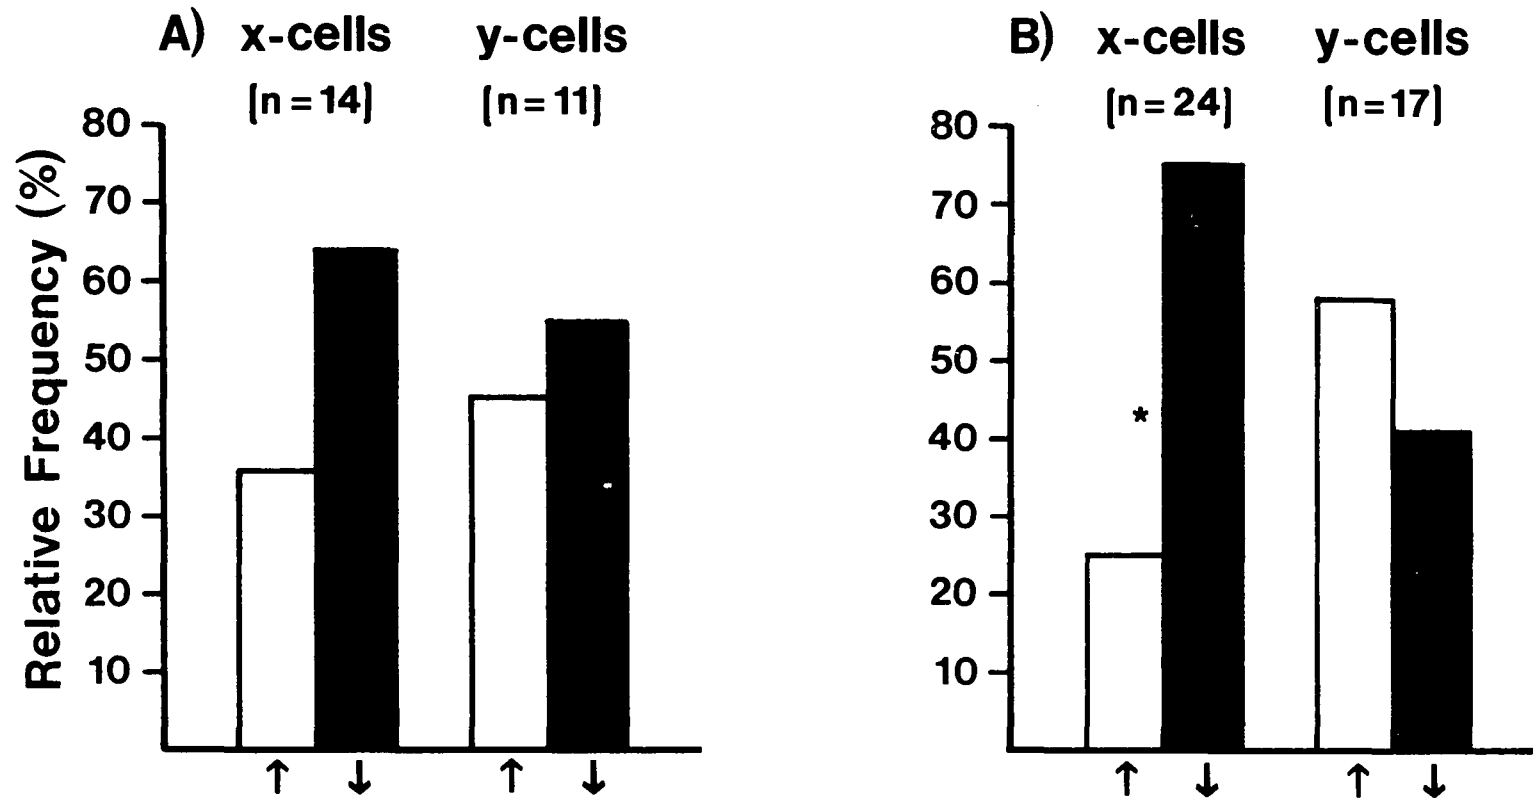 A) x-cells y-cells
[n=14] [n=11]
80
70
60
50
40
30
20
10
Relative Frequency (%)
↑ ↓ ↑ ↓
B) x-cells y-cells
[n=24] [n=17]
80
70
60
50
40
30
20
10
*
↑ ↓ ↑ ↓